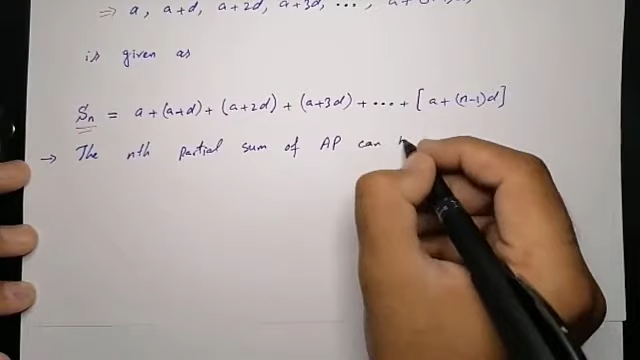 ⇒ a, a+d, a+2d, a+3d, ..., a+
is given as
Sn = a + (a+d) + (a+2d) + (a+3d) + ... + [a + (n-1)d]
→ The nth partial sum of AP can